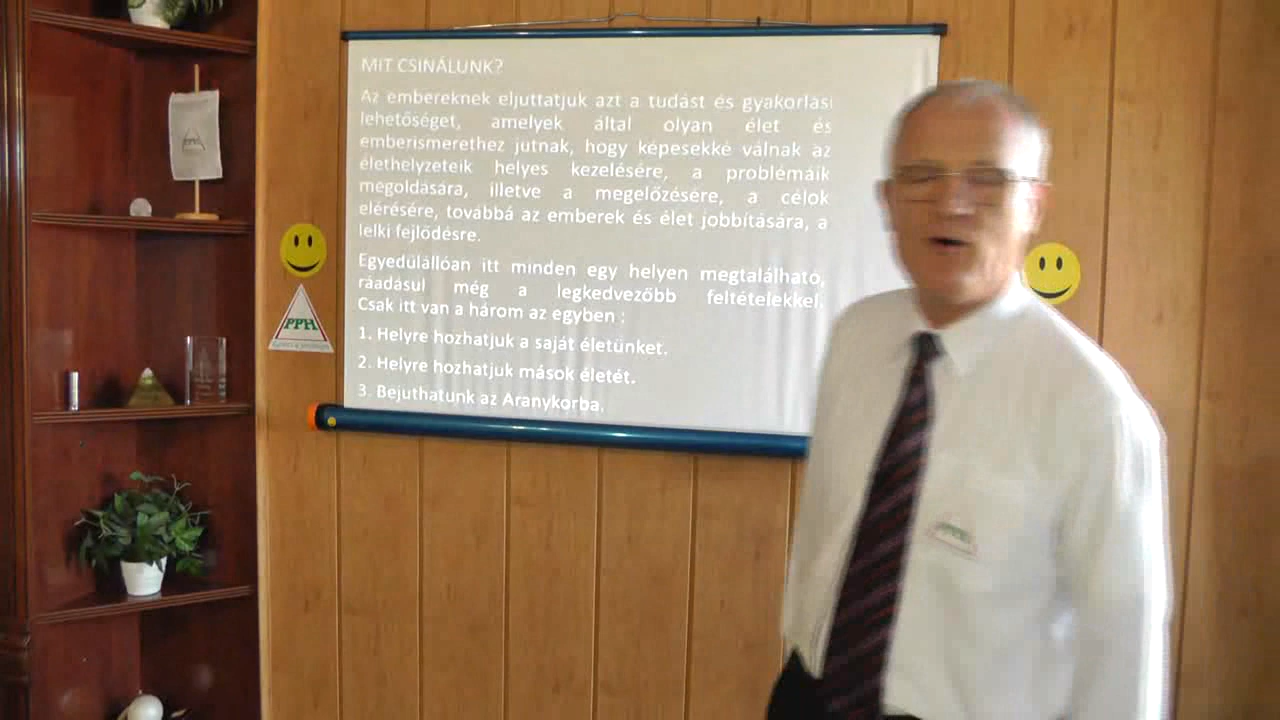 MIT CSINÁLUNK?
Az embereknek eljuttatjuk azt a tudást és gyakorlási
lehetőséget, amelyek által olyan élet és
emberismerethez jutnak, hogy képesekké válnak az
élethelyzeteik helyes kezelésére, a problémáik
megoldására, illetve a megelőzésére, a célok
elérésére, továbbá az emberek és élet jobbítására, a
lelki fejlődésre.
Egyedülállóan itt minden egy helyen megtalálható,
ráadásul még a legkedvezőbb feltételekkel.
Csak itt van a három az egyben :
1. Helyre hozhatjuk a saját életünket.
2. Helyre hozhatjuk mások életét.
3. Bejuthatunk az Aranykorba.
PPH
PPH
PPH